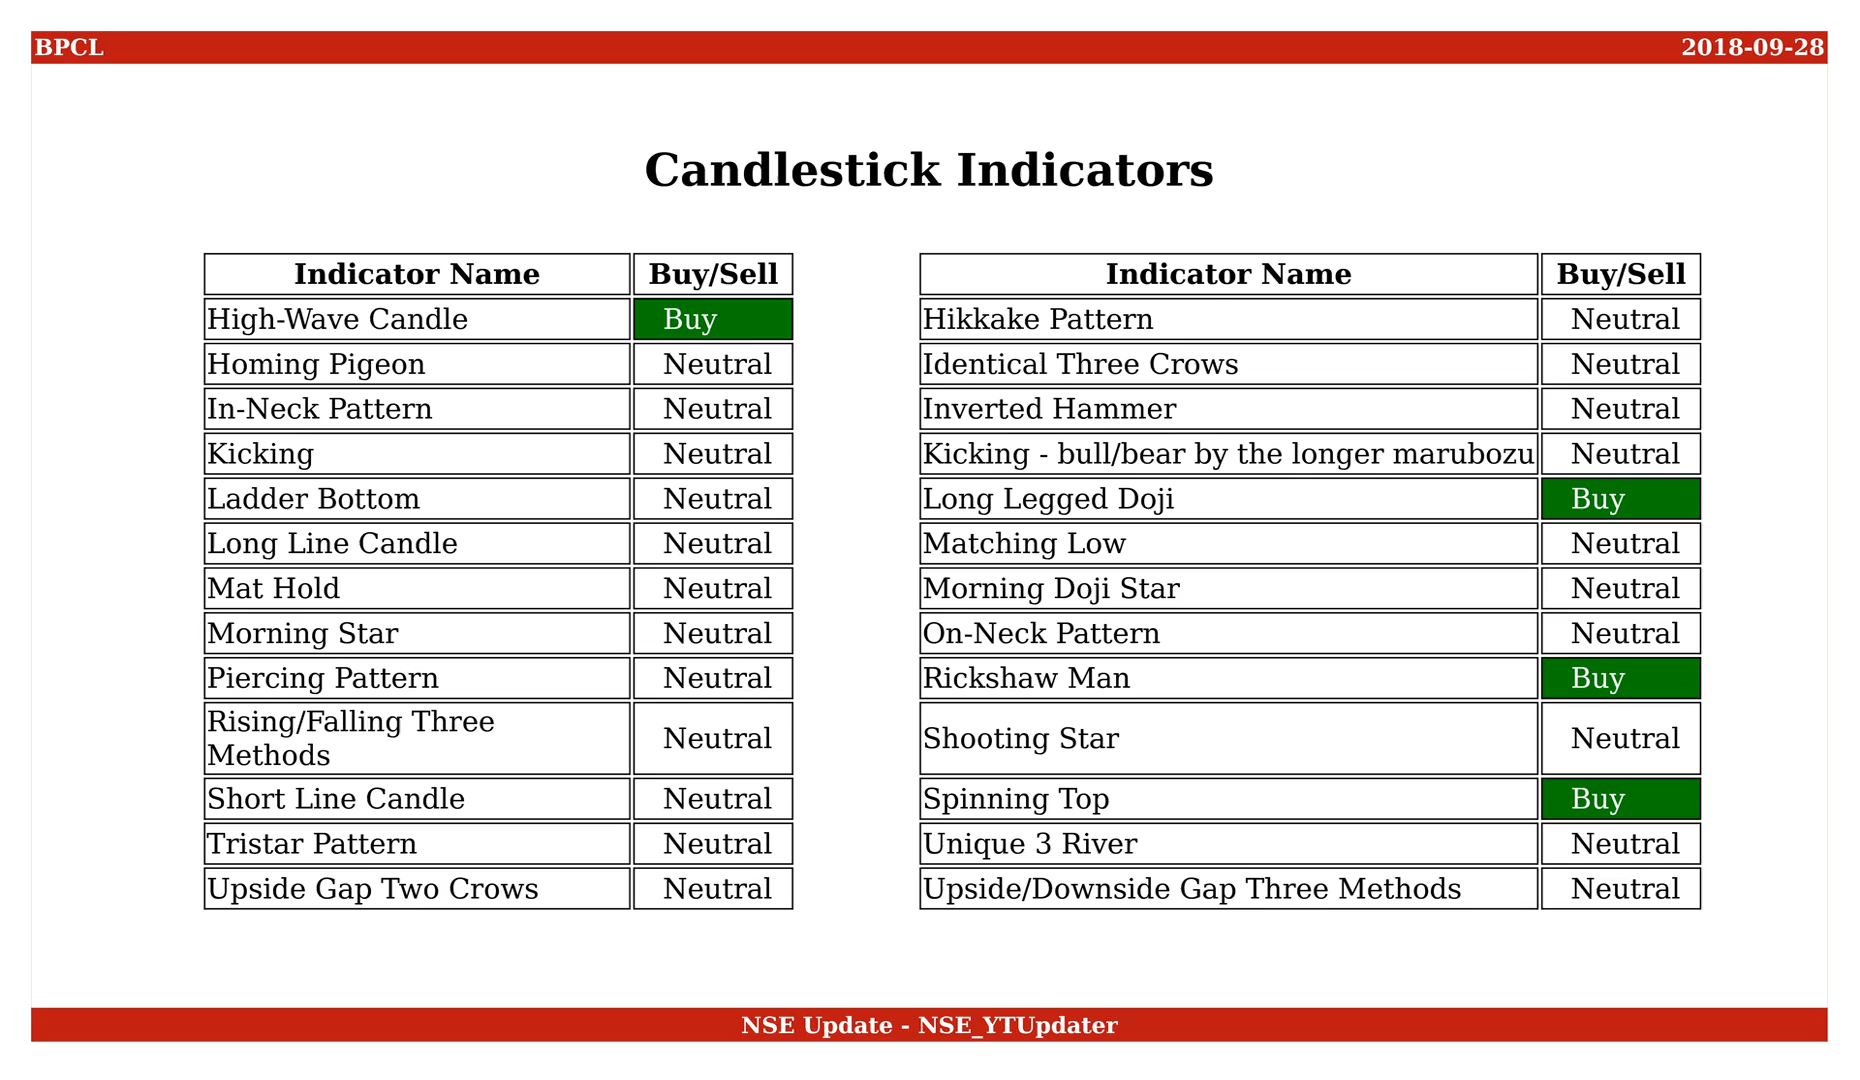 BPCL
2018-09-28
Candlestick Indicators
Indicator Name Buy/Sell
High-Wave Candle Buy
Homing Pigeon Neutral
In-Neck Pattern Neutral
Kicking Neutral
Ladder Bottom Neutral
Long Line Candle Neutral
Mat Hold Neutral
Morning Star Neutral
Piercing Pattern Neutral
Rising/Falling Three
Methods Neutral
Short Line Candle Neutral
Tristar Pattern Neutral
Upside Gap Two Crows Neutral
Indicator Name Buy/Sell
Hikkake Pattern Neutral
Identical Three Crows Neutral
Inverted Hammer Neutral
Kicking - bull/bear by the longer marubozu Neutral
Long Legged Doji Buy
Matching Low Neutral
Morning Doji Star Neutral
On-Neck Pattern Neutral
Rickshaw Man Buy
Shooting Star Neutral
Spinning Top Buy
Unique 3 River Neutral
Upside/Downside Gap Three Methods Neutral
NSE Update - NSE_YTUpdater